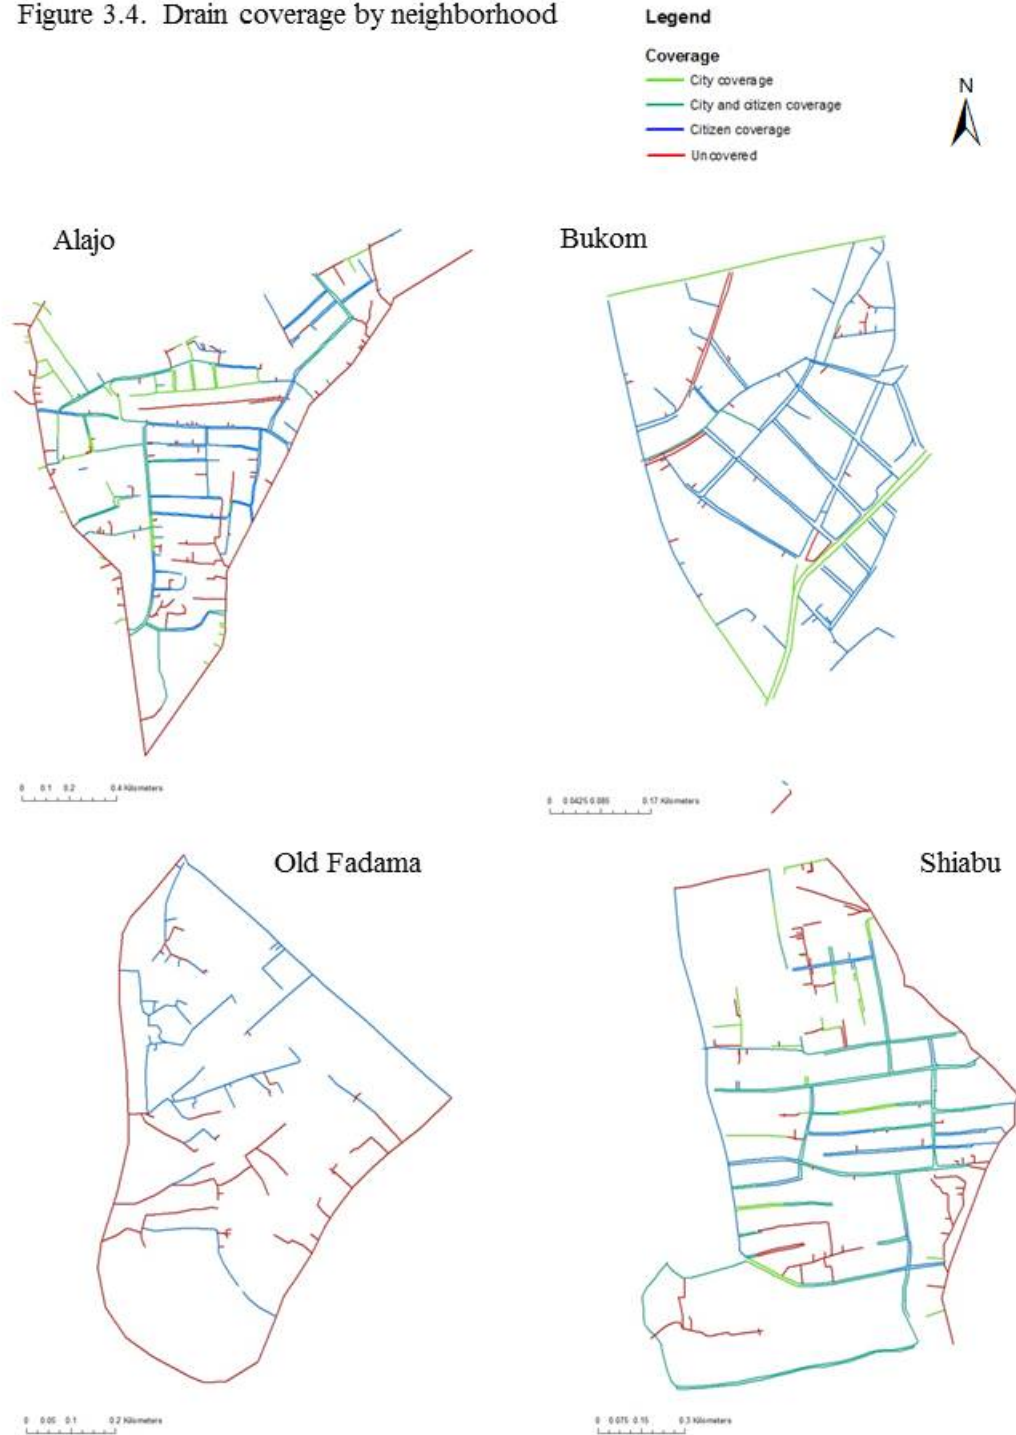 Figure 3.4. Drain coverage by neighborhood
Legend
Coverage
City coverage
City and citizen coverage
Citizen coverage
Uncovered
N
Alajo
Bukom
0 0.1 0.2 0.4 Kilometers
0 0.0425 0.085 0.17 Kilometers
Old Fadama
Shiabu
0 0.05 0.1 0.2 Kilometers
0 0.075 0.15 0.3 Kilometers